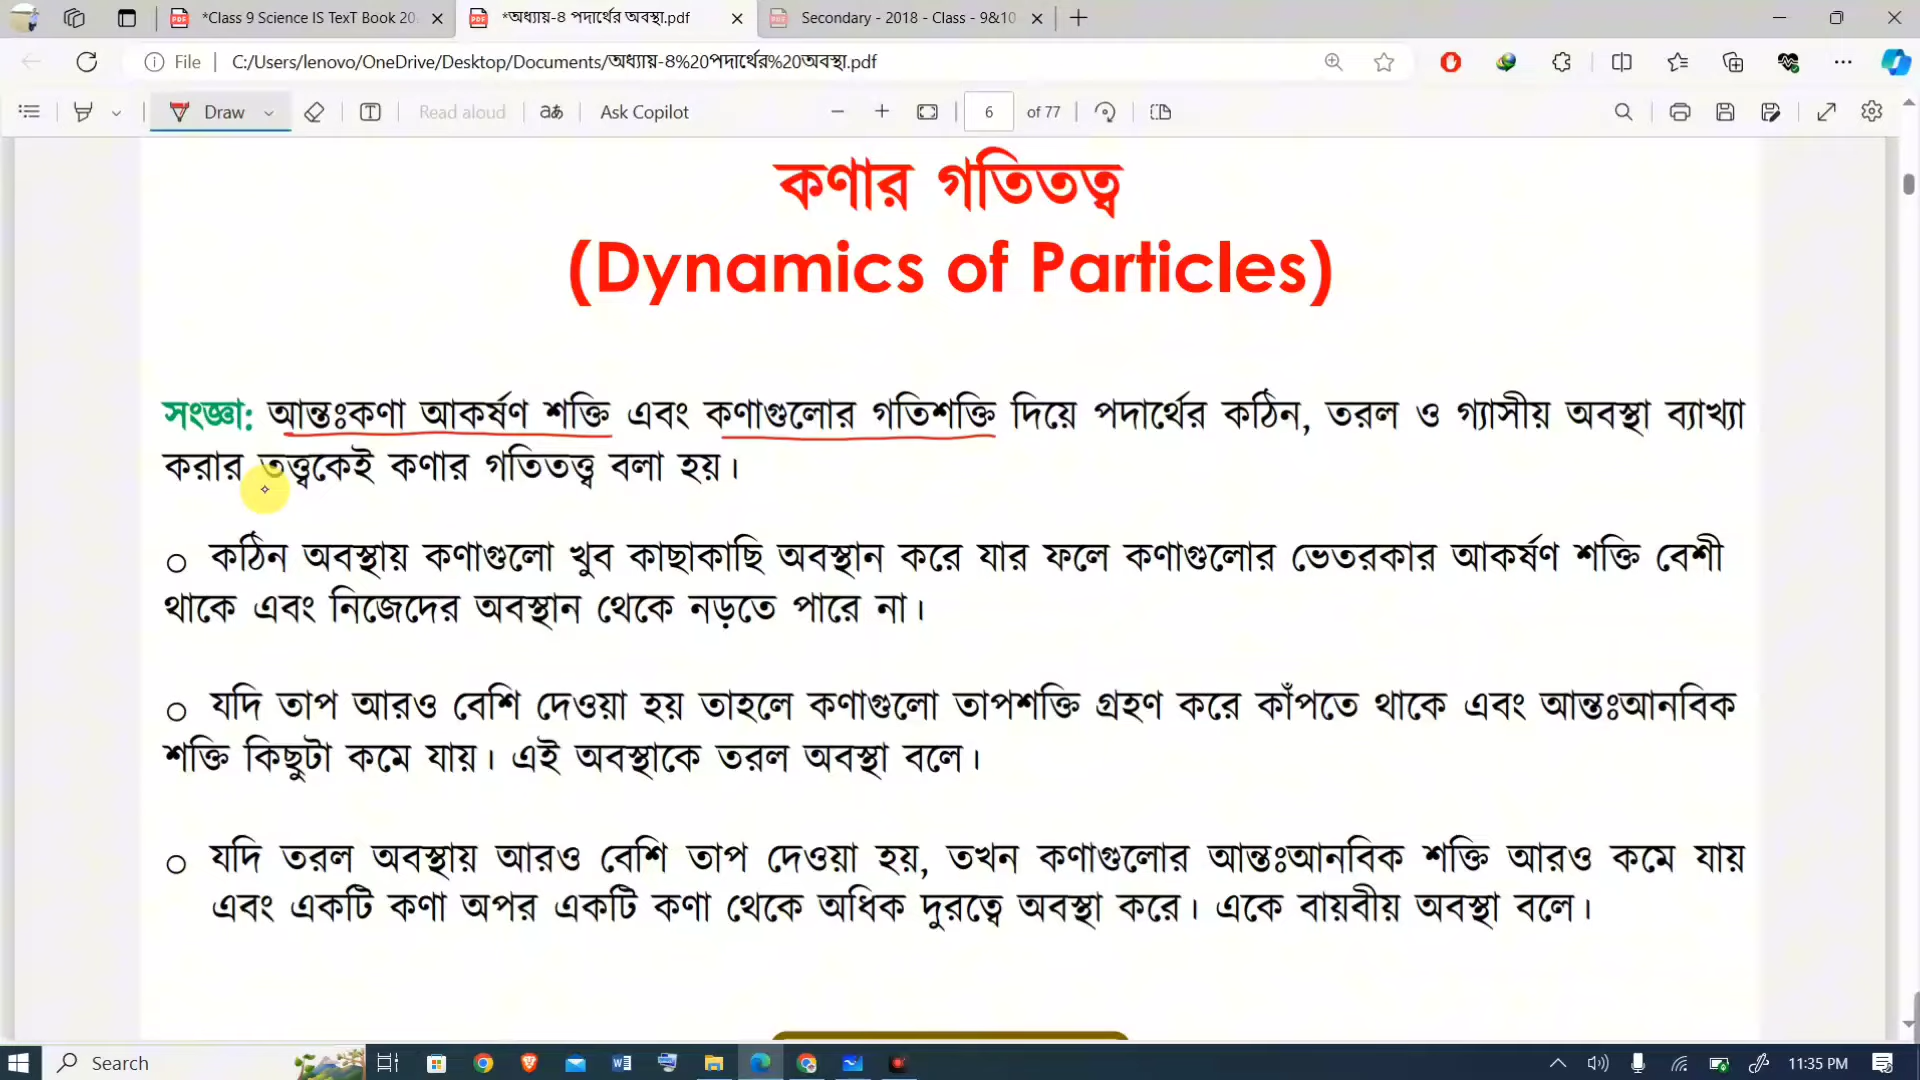 *Class 9 Science IS TexT Book 20
*অধ্যায়-8 পদার্থের অবস্থা.pdf
Secondary - 2018 - Class - 9&10
File
C:/Users/lenovo/OneDrive/Desktop/Documents/অধ্যায়-8%20পদার্থের%20অবস্থা.pdf
Draw
Read aloud
aあ
Ask Copilot
6
of 77
কণার গতিতত্ব
(Dynamics of Particles)
সংজ্ঞা: আন্তঃকণা আকর্ষণ শক্তি এবং কণাগুলোর গতিশক্তি দিয়ে পদার্থের কঠিন, তরল ও গ্যাসীয় অবস্থা ব্যাখ্যা
করার তত্ত্বকেই কণার গতিতত্ত্ব বলা হয়।
○ কঠিন অবস্থায় কণাগুলো খুব কাছাকাছি অবস্থান করে যার ফলে কণাগুলোর ভেতরকার আকর্ষণ শক্তি বেশী
থাকে এবং নিজেদের অবস্থান থেকে নড়তে পারে না।
○ যদি তাপ আরও বেশি দেওয়া হয় তাহলে কণাগুলো তাপশক্তি গ্রহণ করে কাঁপতে থাকে এবং আন্তঃআনবিক
শক্তি কিছুটা কমে যায়। এই অবস্থাকে তরল অবস্থা বলে।
○ যদি তরল অবস্থায় আরও বেশি তাপ দেওয়া হয়, তখন কণাগুলোর আন্তঃআনবিক শক্তি আরও কমে যায়
এবং একটি কণা অপর একটি কণা থেকে অধিক দুরত্বে অবস্থা করে। একে বায়বীয় অবস্থা বলে।
Search
11:35 PM